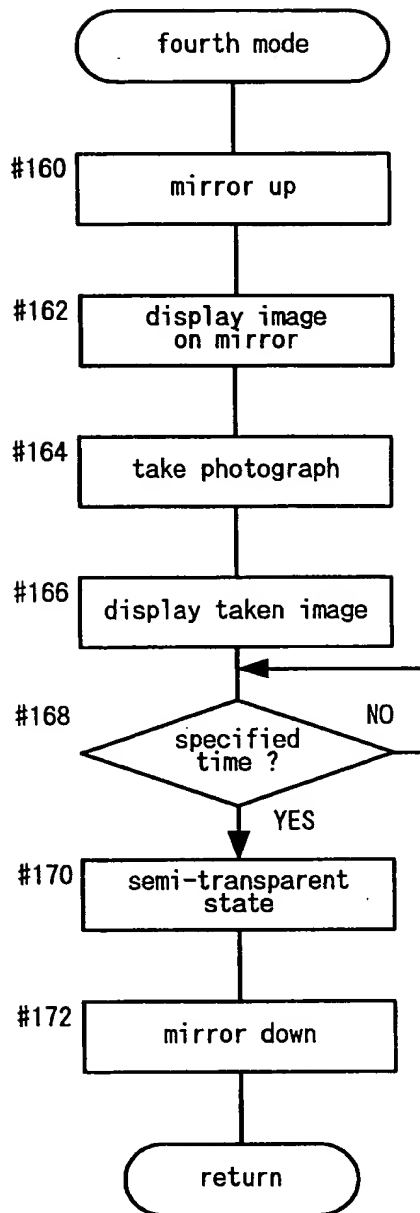 fourth mode
#160
mirror up
#162
display image
on mirror
#164
take photograph
#166
display taken image
#168
specified
time ?
NO
YES
#170
semi-transparent
state
#172
mirror down
return